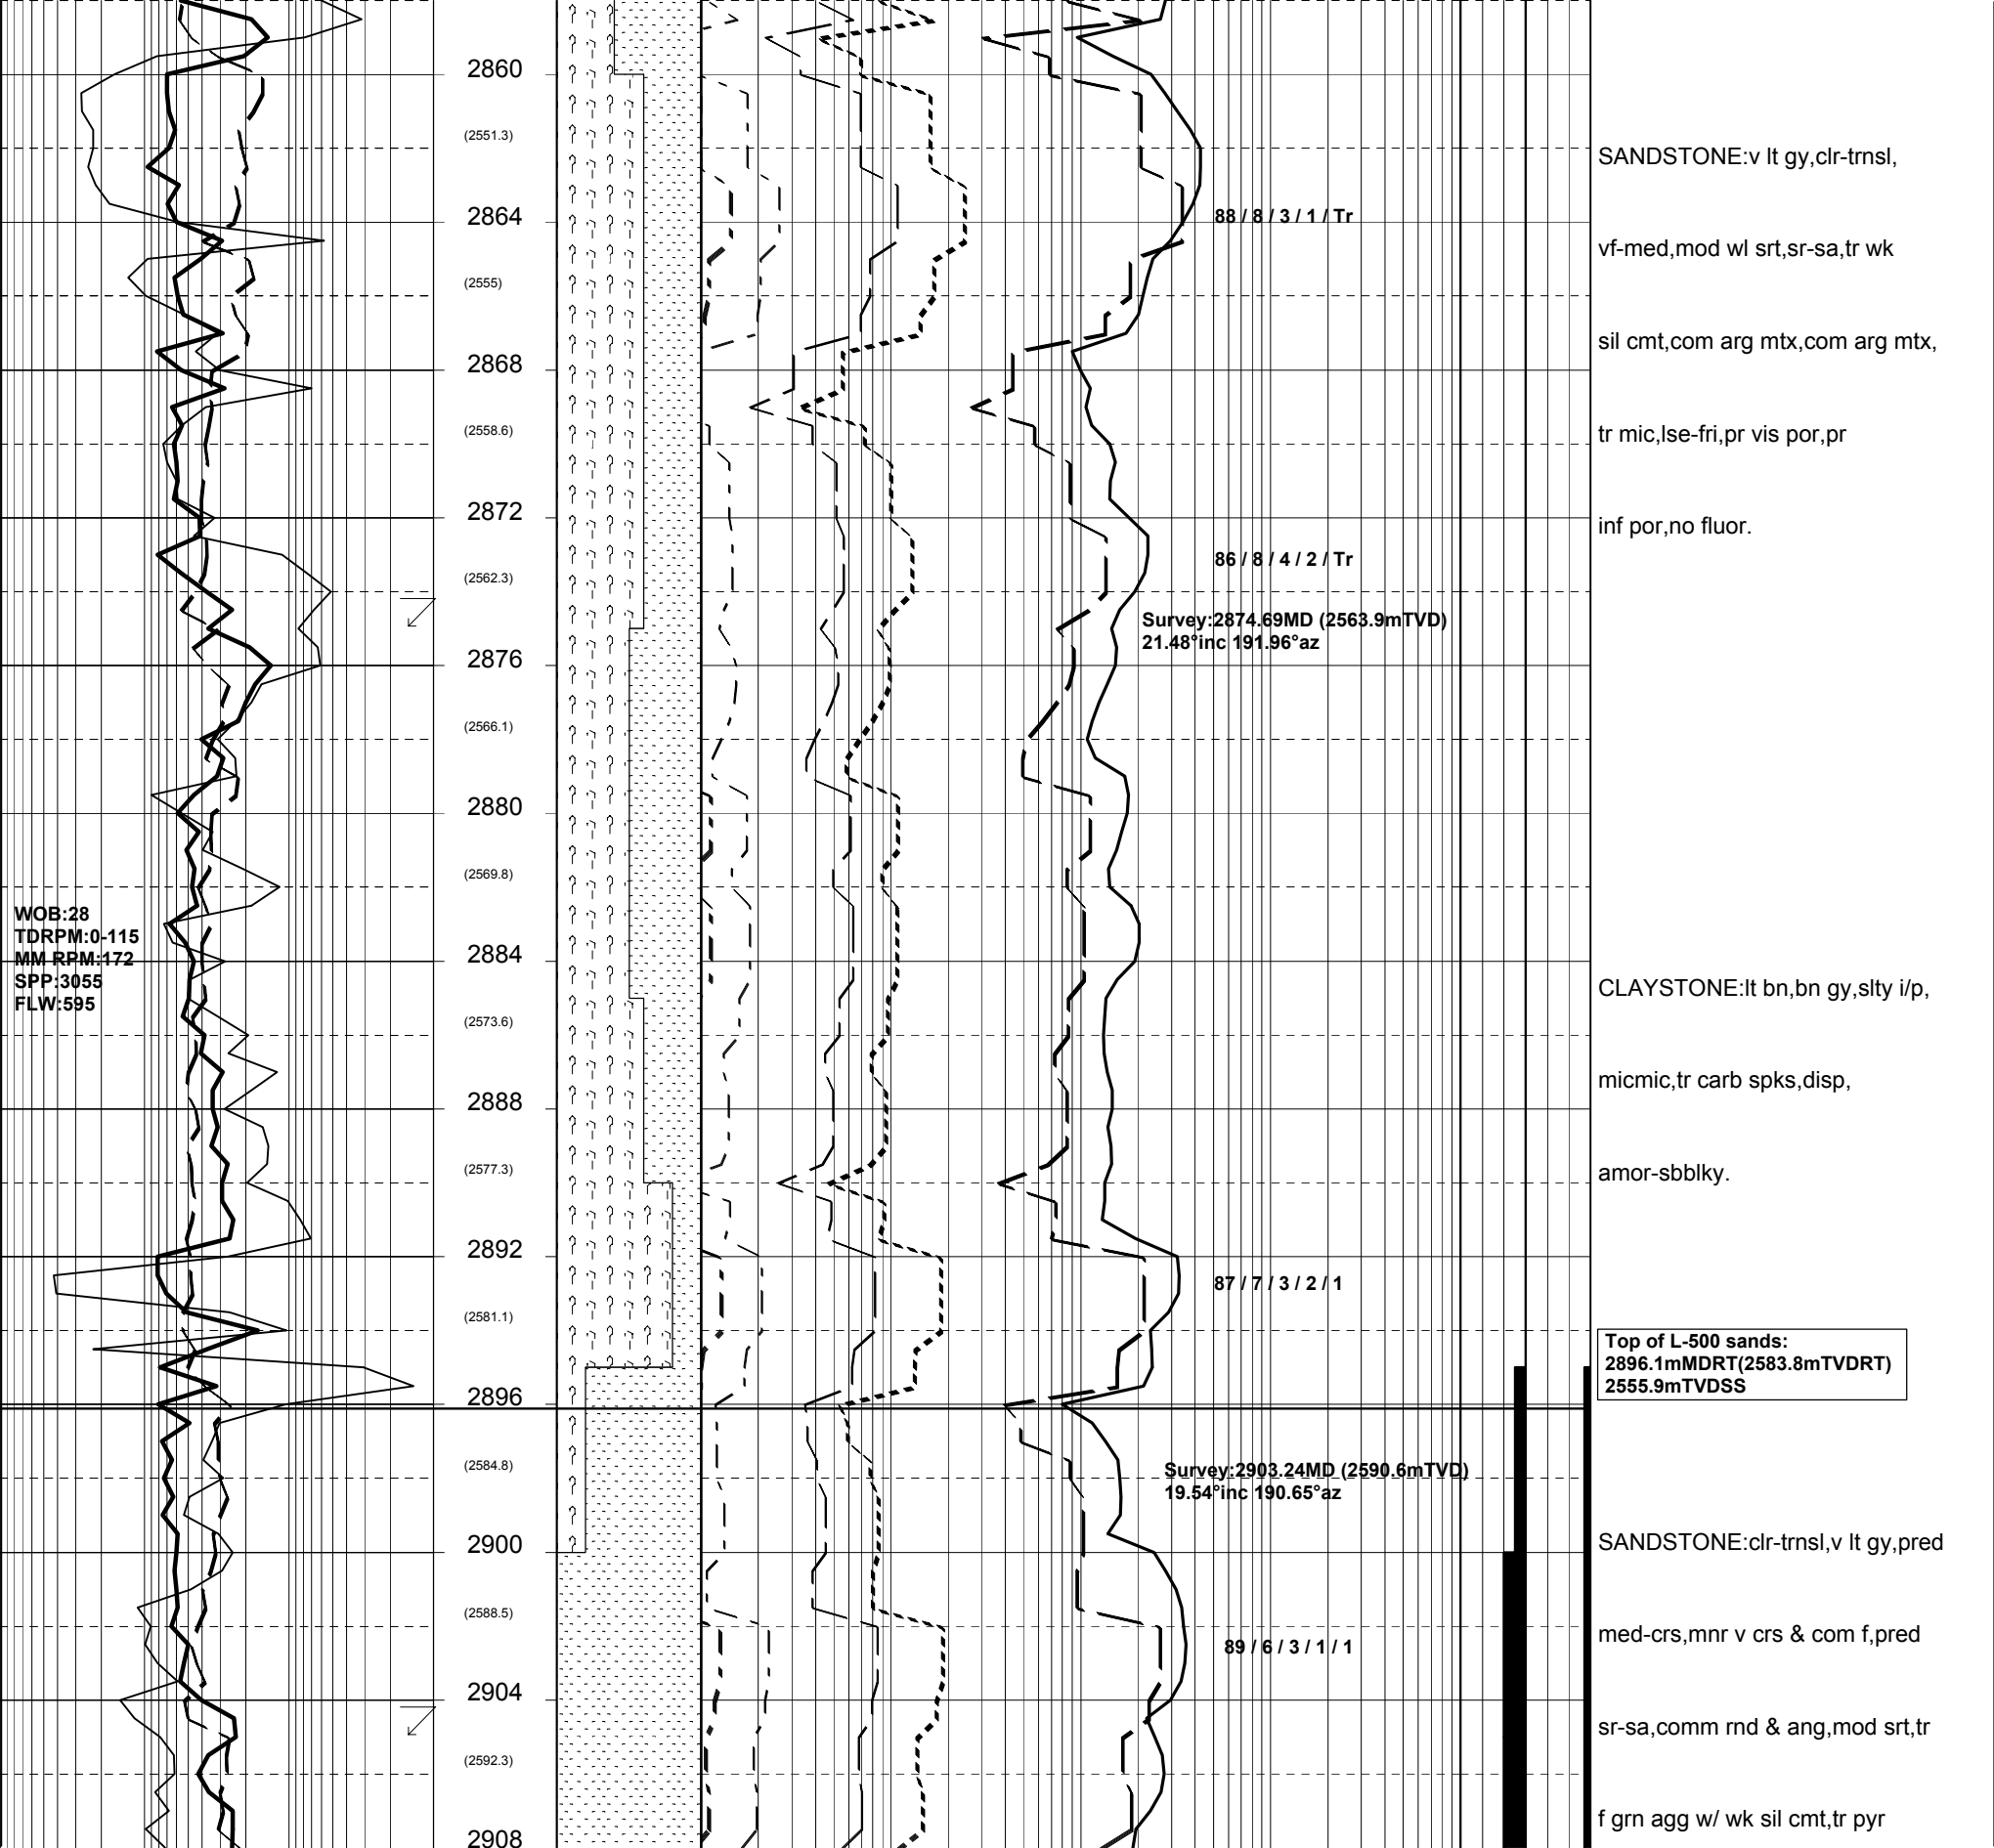 2860
(2551.3)
SANDSTONE:v lt gy,clr-trnsl,
2864
88 / 8 / 3 / 1 / Tr
vf-med,mod wl srt,sr-sa,tr wk
(2555)
sil cmt,com arg mtx,com arg mtx,
2868
(2558.6)
tr mic,lse-fri,pr vis por,pr
2872
inf por,no fluor.
86 / 8 / 4 / 2 / Tr
(2562.3)
Survey:2874.69MD (2563.9mTVD)
21.48°inc 191.96°az
2876
(2566.1)
2880
(2569.8)
WOB:28
TDRPM:0-115
MM RPM:172
SPP:3055
FLW:595
2884
CLAYSTONE:lt bn,bn gy,slty i/p,
(2573.6)
micmic,tr carb spks,disp,
2888
(2577.3)
amor-sbblky.
2892
87 / 7 / 3 / 2 / 1
(2581.1)
Top of L-500 sands:
2896.1mMDRT(2583.8mTVDRT)
2555.9mTVDSS
2896
(2584.8)
Survey:2903.24MD (2590.6mTVD)
19.54°inc 190.65°az
2900
SANDSTONE:clr-trnsl,v lt gy,pred
(2588.5)
med-crs,mnr v crs & com f,pred
89 / 6 / 3 / 1 / 1
2904
sr-sa,comm rnd & ang,mod srt,tr
(2592.3)
f grn agg w/ wk sil cmt,tr pyr
2908